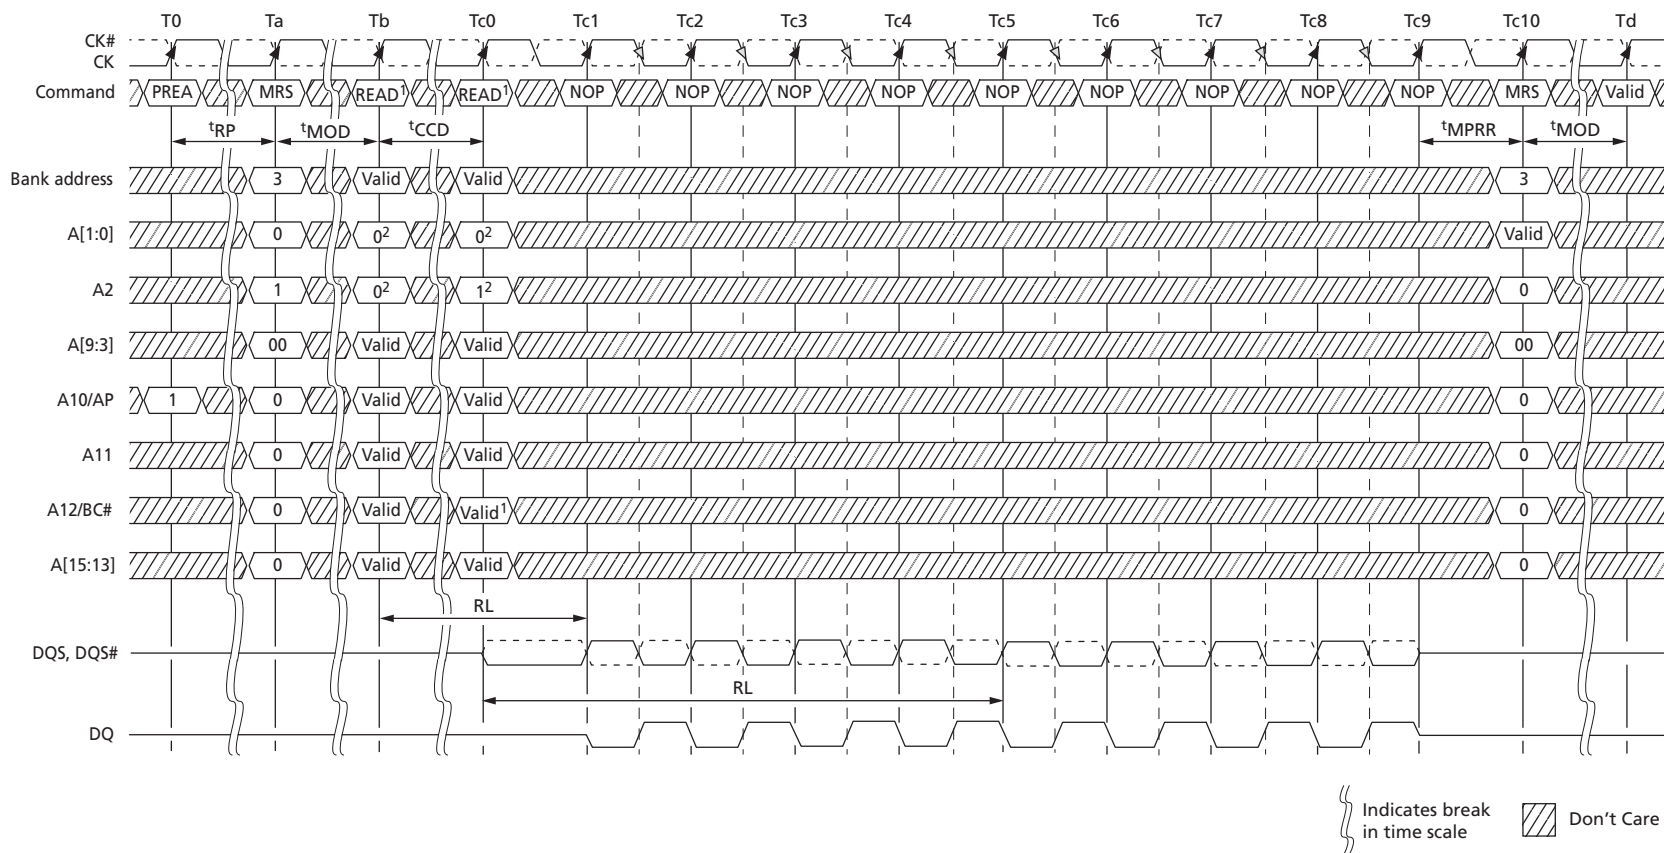 T0 Ta Tb Tc0 Tc1 Tc2 Tc3 Tc4 Tc5 Tc6 Tc7 Tc8 Tc9 Tc10 Td
CK#
CK
Command PREA MRS READ1 READ1 NOP NOP NOP NOP NOP NOP NOP NOP NOP MRS Valid
tRP tMOD tCCD tMPRR tMOD
Bank address 3 Valid Valid 3
A[1:0] 0 02 02 Valid
A2 1 02 12 0
A[9:3] 00 Valid Valid 00
A10/AP 1 0 Valid Valid 0
A11 0 Valid Valid 0
A12/BC# 0 Valid Valid1 0
A[15:13] 0 Valid Valid 0
RL
DQS, DQS#
RL
DQ
Indicates break
in time scale
Don't Care